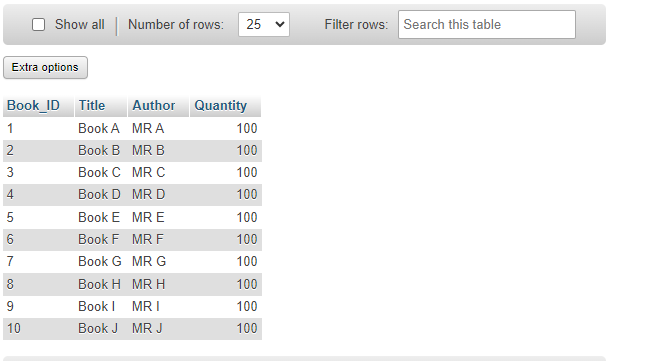 Show all Number of rows: 25 Filter rows: Search this table
Extra options
Book_ID Title Author Quantity
1 Book A MR A 100
2 Book B MR B 100
3 Book C MR C 100
4 Book D MR D 100
5 Book E MR E 100
6 Book F MR F 100
7 Book G MR G 100
8 Book H MR H 100
9 Book I MR I 100
10 Book J MR J 100